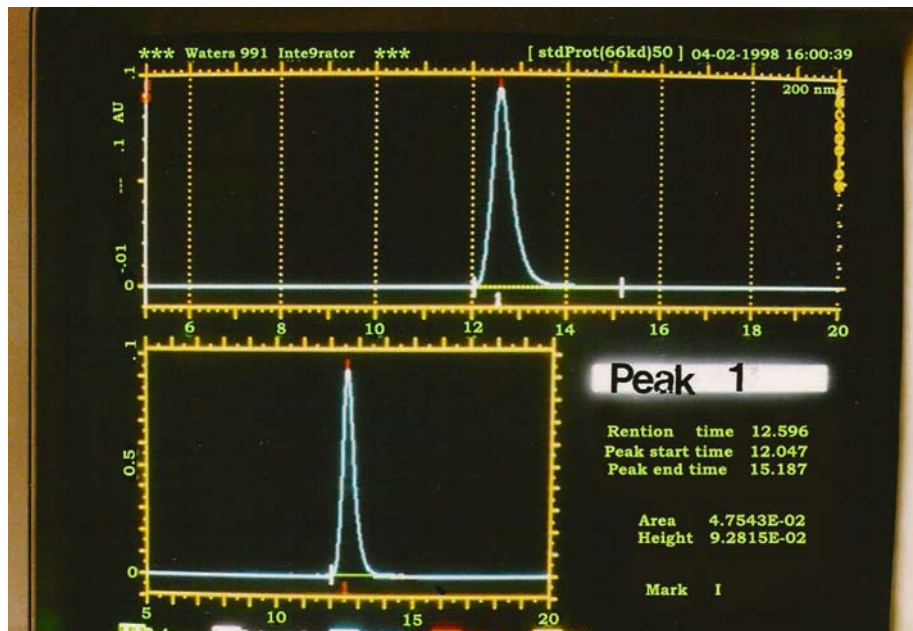 *** Waters 991 Inte9rator *** [ stdProt(66kd)50 ] 04-02-1998 16:00:39
.1
200 nm
AU
.1
---
-.01
0
6 8 10 12 14 16 18 20
.1
0.5
0
5 10 15 20
Peak 1
Rention time 12.596
Peak start time 12.047
Peak end time 15.187
Area 4.7543E-02
Height 9.2815E-02
Mark I